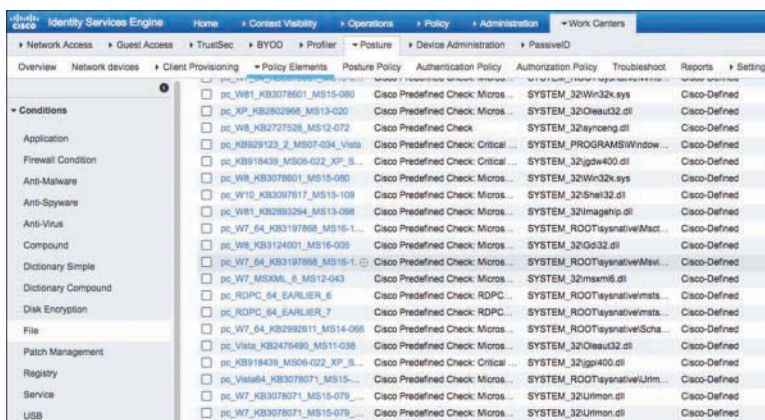 cisco Identity Services Engine Home Context Visibility Operations Policy Administration Work Centers
Network Access Guest Access TrustSec BYOD Profiler Posture Device Administration PassiveID
Overview Network devices Client Provisioning Policy Elements Posture Policy Authentication Policy Authorization Policy Troubleshoot Reports Setting
pc_W81_KB3078601_MS15-080 Cisco Predefined Check: Micros... SYSTEM_32\Win32k.sys Cisco-Defined
Conditions
pc_XP_KB2802968_MS13-020 Cisco Predefined Check: Micros... SYSTEM_32\Oleaut32.dll Cisco-Defined
pc_W8_KB2727528_MS12-072 Cisco Predefined Check SYSTEM_32\synceng.dll Cisco-Defined
Application
pc_KB929123_2_MS07-034_Vista Cisco Predefined Check: Critical ... SYSTEM_PROGRAMS\Window... Cisco-Defined
Firewall Condition
pc_KB918439_MS06-022_XP_S... Cisco Predefined Check: Critical ... SYSTEM_32\jgdw400.dll Cisco-Defined
Anti-Malware
pc_W8_KB3078601_MS15-080 Cisco Predefined Check: Micros... SYSTEM_32\Win32k.sys Cisco-Defined
Anti-Spyware
pc_W10_KB3097617_MS15-109 Cisco Predefined Check: Micros... SYSTEM_32\Shell32.dll Cisco-Defined
Anti-Virus
pc_W81_KB2893294_MS13-098 Cisco Predefined Check: Micros... SYSTEM_32\Imagehlp.dll Cisco-Defined
pc_W7_64_KB3197868_MS16-1... Cisco Predefined Check: Micros... SYSTEM_ROOT\sysnative\Msct... Cisco-Defined
Compound
pc_W8_KB3124001_MS16-005 Cisco Predefined Check: Micros... SYSTEM_32\Gdi32.dll Cisco-Defined
Dictionary Simple
pc_W7_64_KB3197868_MS16-1. Cisco Predefined Check: Micros... SYSTEM_ROOT\sysnative\Msvi... Cisco-Defined
Dictionary Compound
pc_W7_MSXML_6_MS12-043 Cisco Predefined Check: Micros... SYSTEM_32\msxml6.dll Cisco-Defined
pc_RDPC_64_EARLIER_6 Cisco Predefined Check: RDPC... SYSTEM_ROOT\sysnative\msts... Cisco-Defined
Disk Encryption
pc_RDPC_64_EARLIER_7 Cisco Predefined Check: RDPC... SYSTEM_ROOT\sysnative\msts... Cisco-Defined
File
pc_W7_64_KB2992611_MS14-066 Cisco Predefined Check: Micros... SYSTEM_ROOT\sysnative\Scha... Cisco-Defined
Patch Management
pc_Vista_KB2476490_MS11-038 Cisco Predefined Check: Micros... SYSTEM_32\Oleaut32.dll Cisco-Defined
pc_KB918439_MS06-022_XP_S... Cisco Predefined Check: Critical ... SYSTEM_32\jgpl400.dll Cisco-Defined
Registry
pc_Vista64_KB3078071_MS15-... Cisco Predefined Check: Micros... SYSTEM_ROOT\sysnative\Urlm... Cisco-Defined
Service
pc_W7_KB3078071_MS15-079_... Cisco Predefined Check: Micros... SYSTEM_32\Urlmon.dll Cisco-Defined
USB
pc_W7_KB3078071_MS15-079_... Cisco Predefined Check: Micros... SYSTEM_32\Urlmon.dll Cisco-Defined